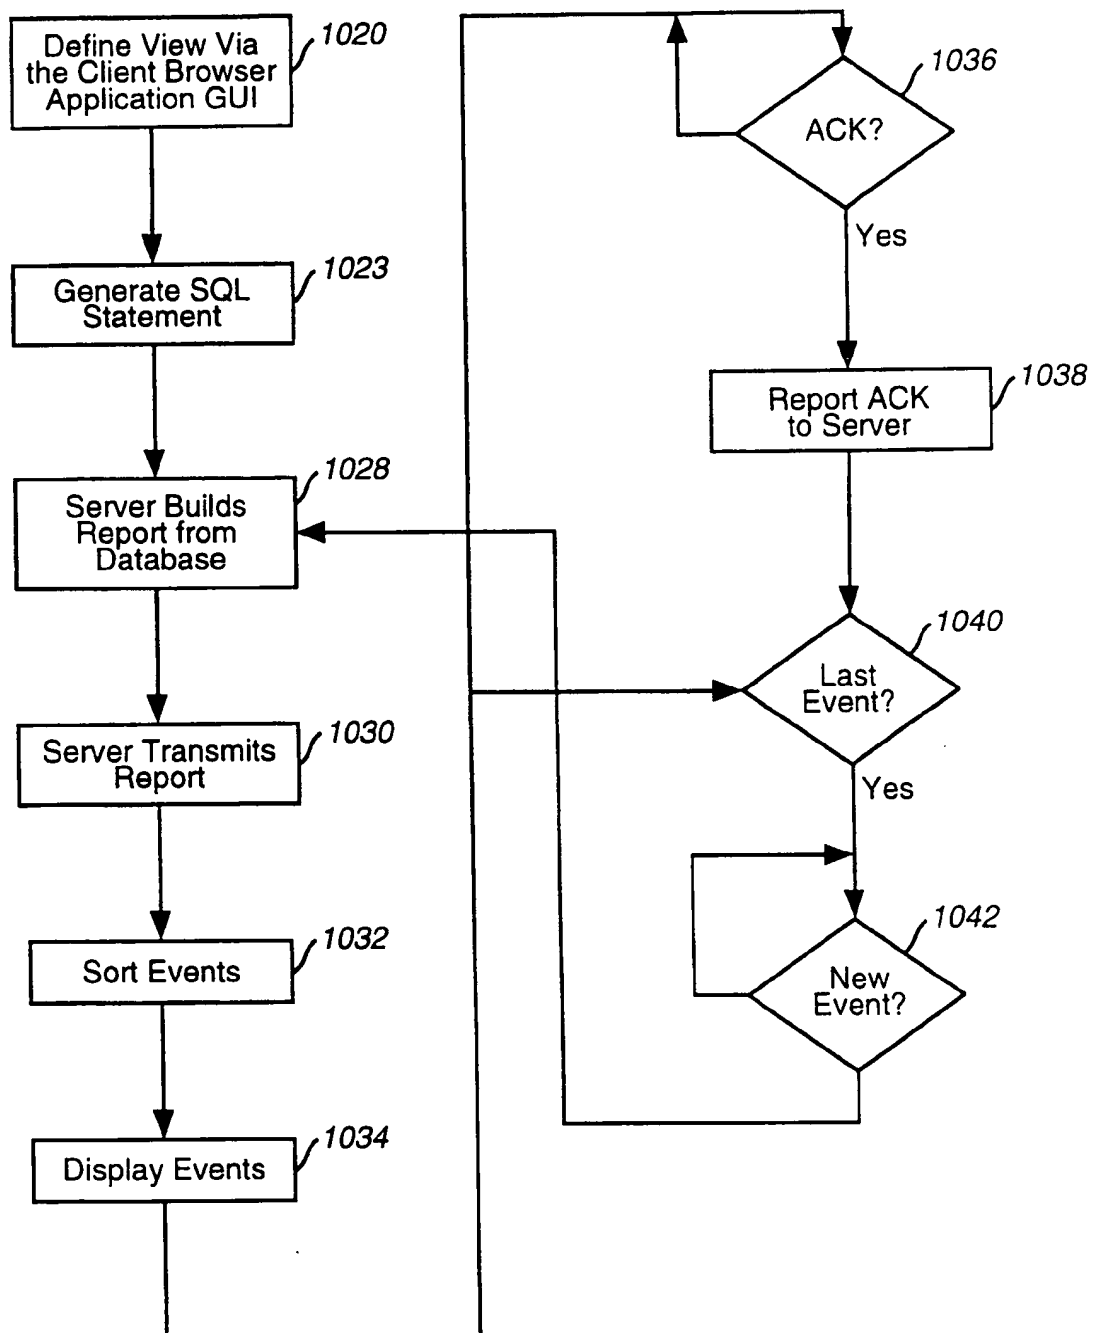 Define View Via
the Client Browser
Application GUI
1020
Generate SQL
Statement
1023
Server Builds
Report from
Database
1028
Server Transmits
Report
1030
Sort Events
1032
Display Events
1034
ACK?
1036
Yes
Report ACK
to Server
1038
Last
Event?
1040
Yes
New
Event?
1042